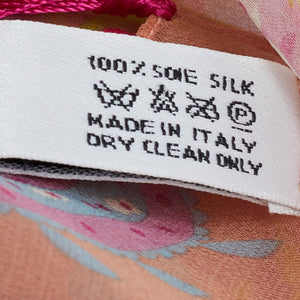 100% SOIE SILK
P
MADE IN ITALY
DRY CLEAN ONLY